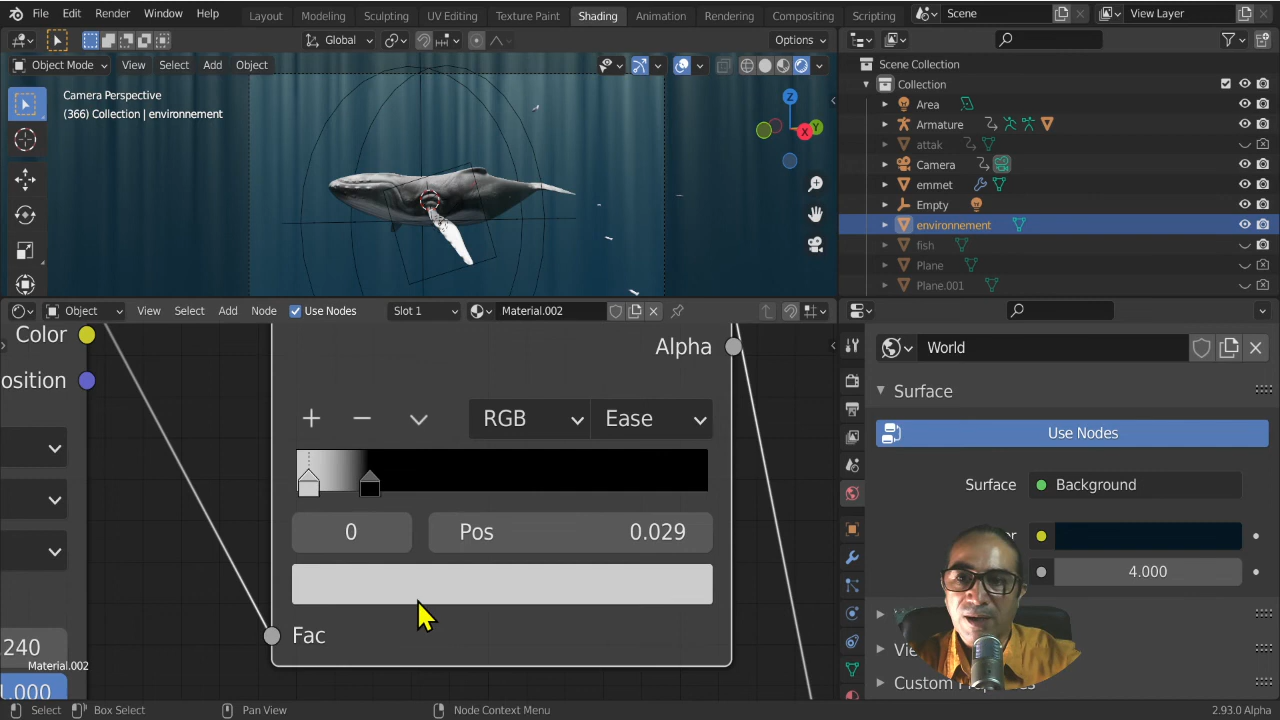 File Edit Render Window Help Layout Modeling Sculpting UV Editing Texture Paint Shading Animation Rendering Compositing Scripting Scene View Layer
Global Options
Object Mode View Select Add Object
Camera Perspective
(366) Collection | environnement
Z
Y
X
Scene Collection
Collection
Area
Armature
attak
Camera
emmet
Empty
environnement
fish
Plane
Plane.001
Object View Select Add Node Use Nodes Slot 1 Material.002
Color
osition
240
.000
Material.002
Alpha
RGB Ease
0 Pos 0.029
Fac
World
Surface
Use Nodes
Surface Background
4.000
Custom Pr
Select Box Select Pan View Node Context Menu 2.93.0 Alpha